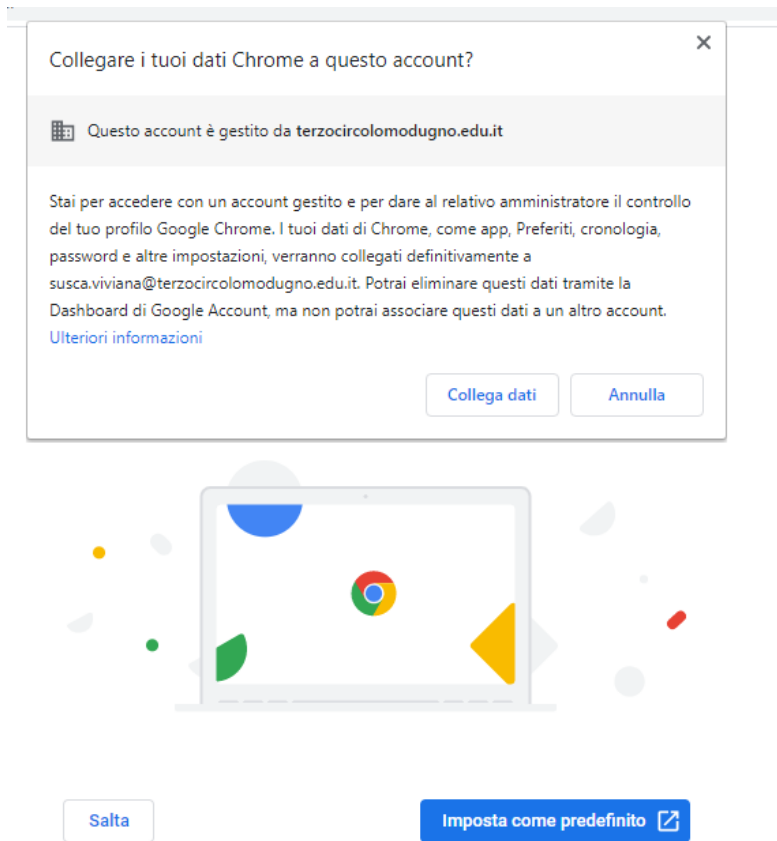 Collegare i tuoi dati Chrome a questo account?
Questo account è gestito da terzocircolomodugno.edu.it
Stai per accedere con un account gestito e per dare al relativo amministratore il controllo
del tuo profilo Google Chrome. I tuoi dati di Chrome, come app, Preferiti, cronologia,
password e altre impostazioni, verranno collegati definitivamente a
susca.viviana@terzocircolomodugno.edu.it. Potrai eliminare questi dati tramite la
Dashboard di Google Account, ma non potrai associare questi dati a un altro account.
Ulteriori informazioni
Collega dati
Annulla
Salta
Imposta come predefinito